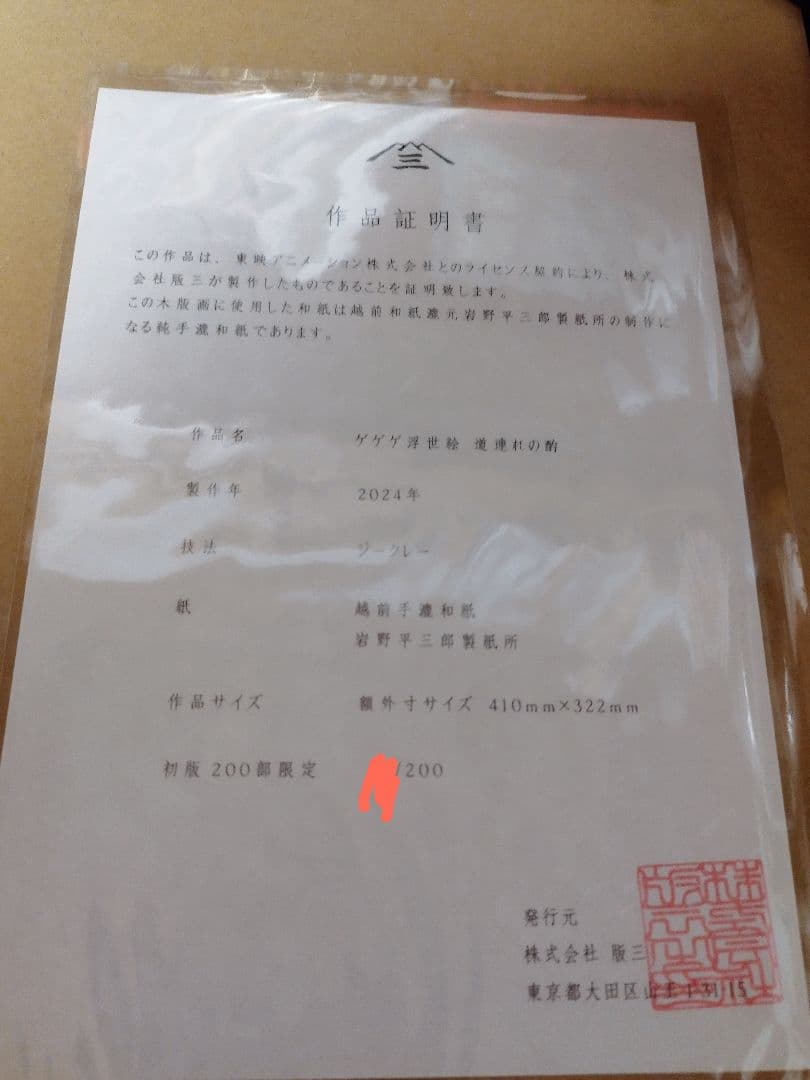 作品証明書
この作品は、東映アニメーション株式会社とのライセンス契約により、株式
会社版三が製作したものであることを証明致します。
この木版画に使用した和紙は越前和紙漉元岩野平三郎製紙所の制作に
なる純手漉和紙であります。
作品名 ゲゲゲ浮世絵 道連れの酌
製作年 2024年
技法 ジークレー
紙 越前手漉和紙
岩野平三郎製紙所
作品サイズ 額外寸サイズ 410mm×322mm
初版 200部限定 /200
発行元
株式会社 版三
東京都大田区山王